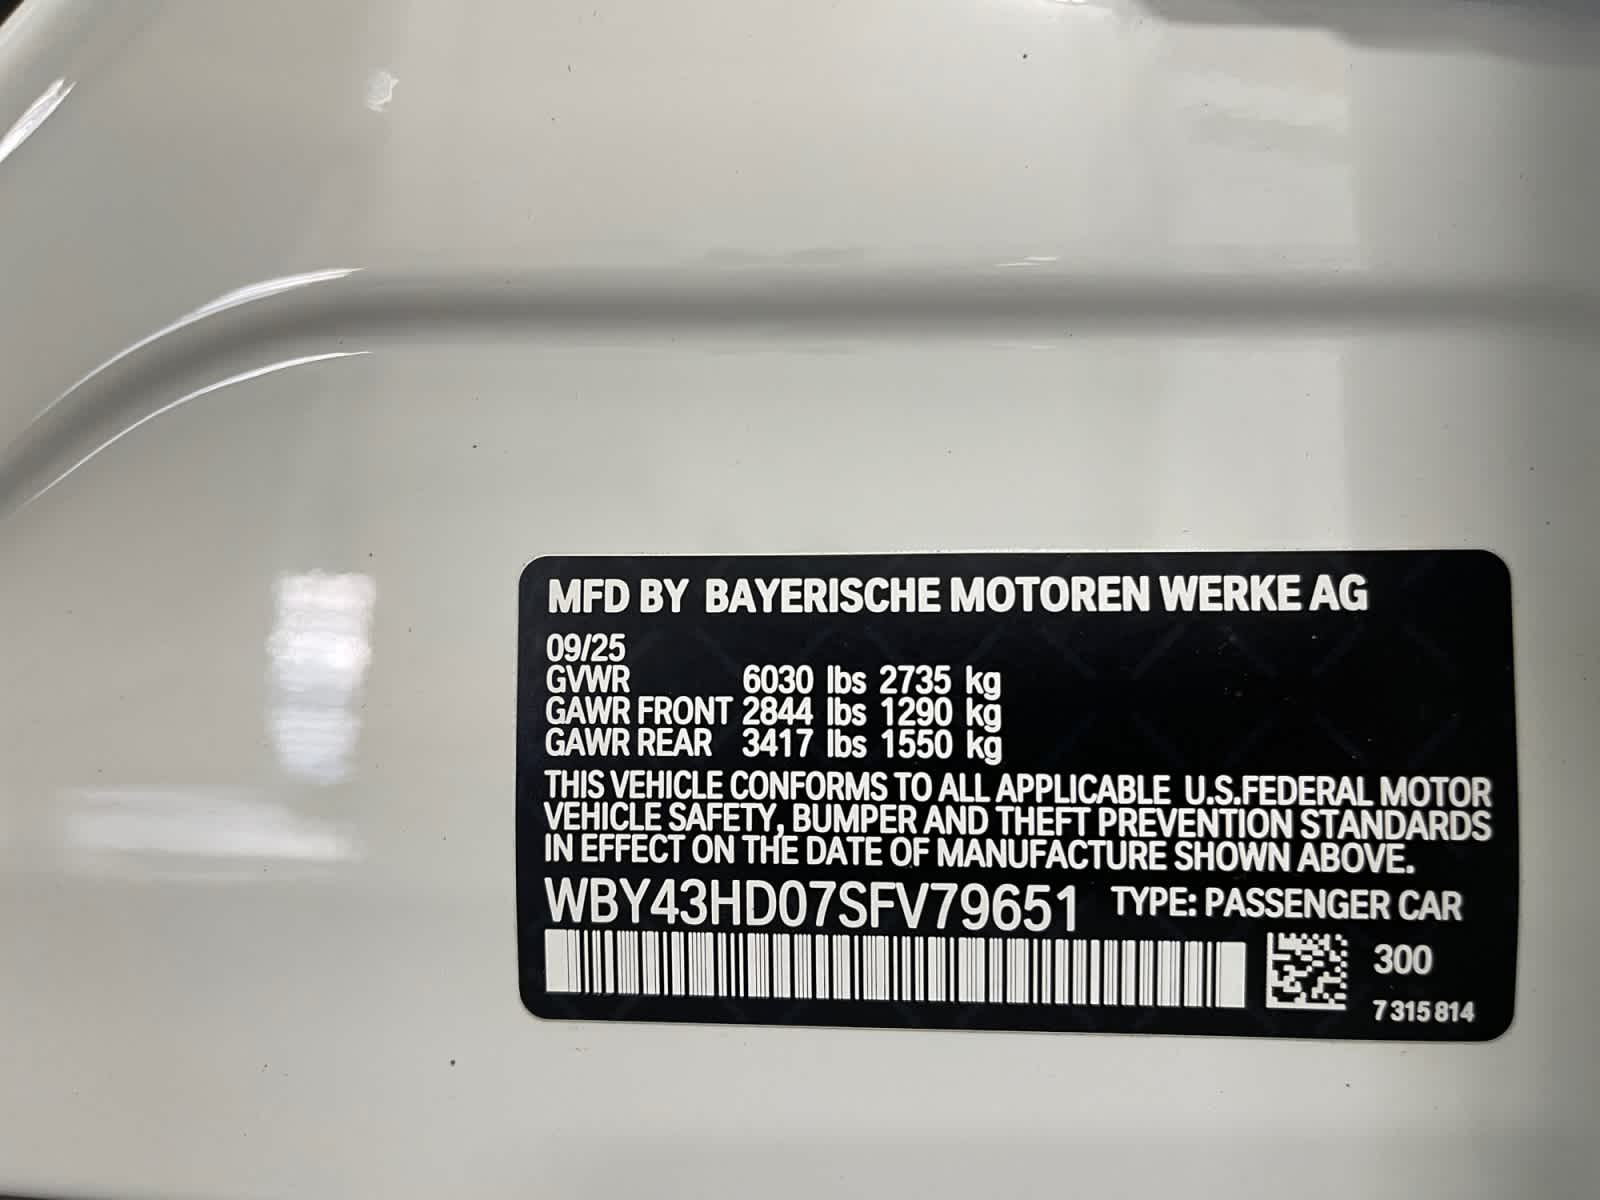 MFD BY BAYERISCHE MOTOREN WERKE AG
09/25
GVWR 6030 lbs 2735 kg
GAWR FRONT 2844 lbs 1290 kg
GAWR REAR 3417 lbs 1550 kg
THIS VEHICLE CONFORMS TO ALL APPLICABLE U.S.FEDERAL MOTOR
VEHICLE SAFETY, BUMPER AND THEFT PREVENTION STANDARDS
IN EFFECT ON THE DATE OF MANUFACTURE SHOWN ABOVE.
WBY43HD07SFV79651 TYPE: PASSENGER CAR
300
7 315 814